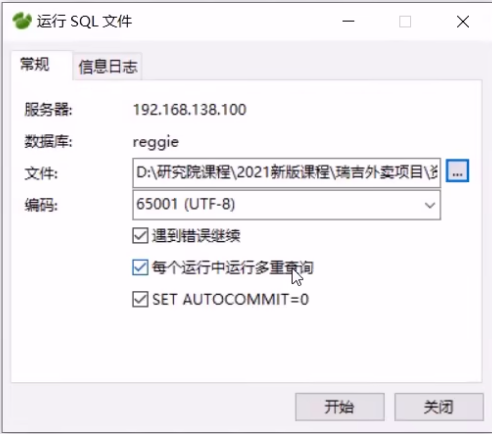 运行 SQL 文件
常规 信息日志
服务器: 192.168.138.100
数据库: reggie
文件: D:\研究院课程\2021新版课程\瑞吉外卖项目\ ...
编码: 65001 (UTF-8)
遇到错误继续
每个运行中运行多重查询
SET AUTOCOMMIT=0
开始 关闭